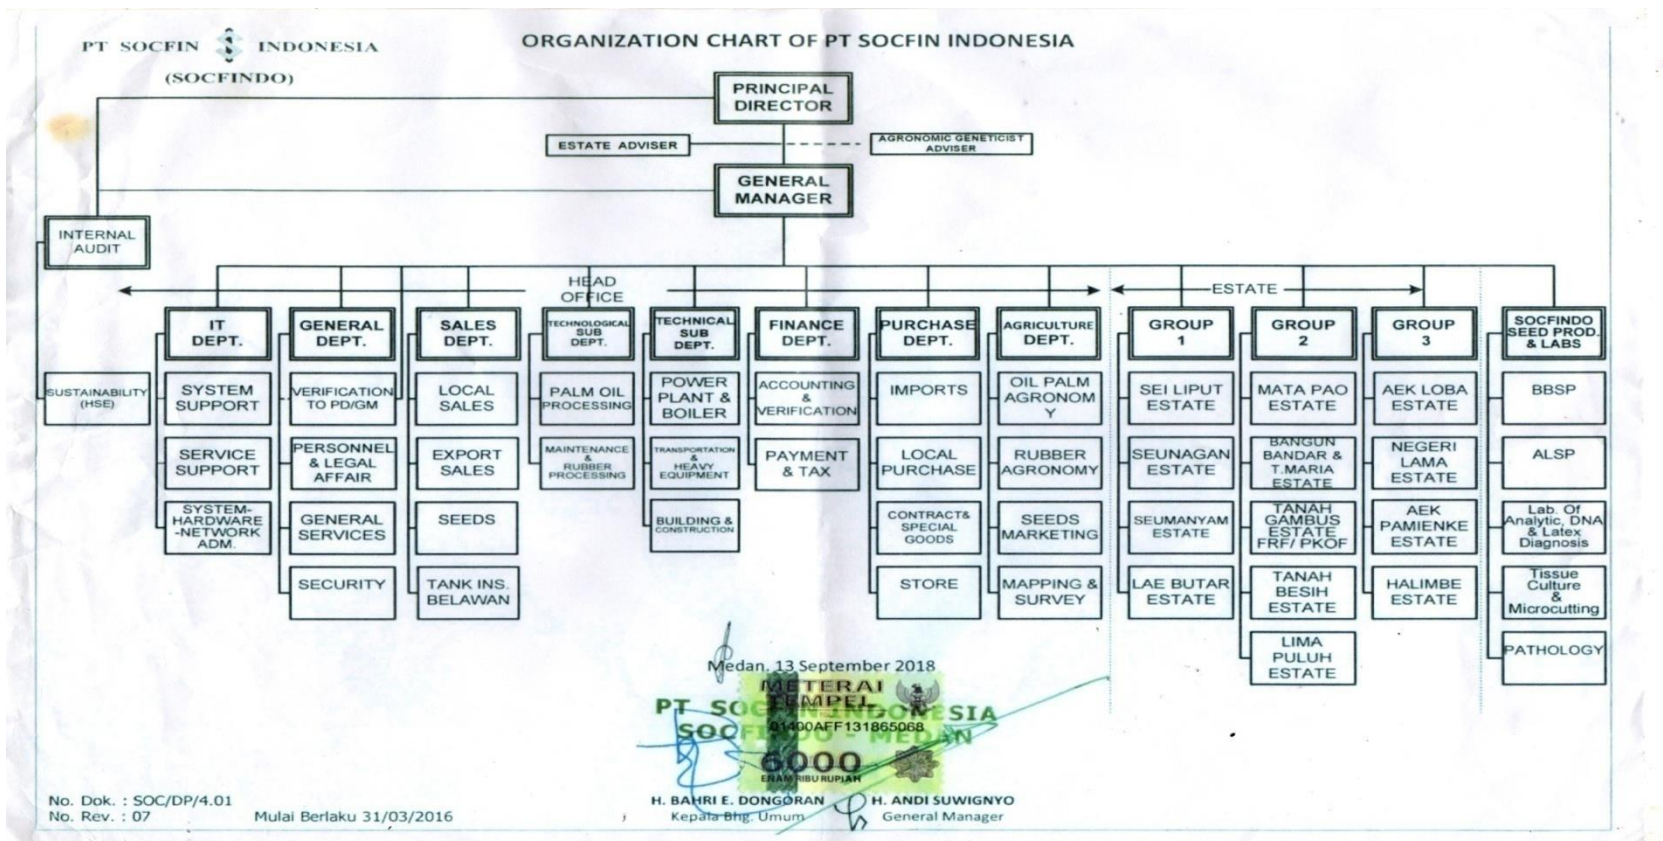 PT SOCFIN INDONESIA
(SOCFINDO)
ORGANIZATION CHART OF PT SOCFIN INDONESIA
PRINCIPAL
DIRECTOR
ESTATE ADVISER
AGRONOMIC GENETICIST
ADVISER
GENERAL
MANAGER
INTERNAL
AUDIT
HEAD
OFFICE
ESTATE
SUSTAINABILITY
(HSE)
IT
DEPT.
SYSTEM
SUPPORT
SERVICE
SUPPORT
SYSTEM-
HARDWARE
-NETWORK
ADM.
GENERAL
DEPT.
VERIFICATION
TO PD/GM
PERSONNEL
& LEGAL
AFFAIR
GENERAL
SERVICES
SECURITY
SALES
DEPT.
LOCAL
SALES
EXPORT
SALES
SEEDS
TANK INS.
BELAWAN
TECHNOLOGICAL
SUB
DEPT.
PALM OIL
PROCESSING
MAINTENANCE
&
RUBBER
PROCESSING
TECHNICAL
SUB
DEPT.
POWER
PLANT &
BOILER
TRANSPORTATION
&
HEAVY
EQUIPMENT
BUILDING &
CONSTRUCTION
FINANCE
DEPT.
ACCOUNTING
&
VERIFICATION
PAYMENT
& TAX
PURCHASE
DEPT.
IMPORTS
LOCAL
PURCHASE
CONTRACT&
SPECIAL
GOODS
STORE
AGRICULTURE
DEPT.
OIL PALM
AGRONOM
Y
RUBBER
AGRONOMY
SEEDS
MARKETING
MAPPING &
SURVEY
GROUP
1
SEI LIPUT
ESTATE
SEUNAGAN
ESTATE
SEUMANYAM
ESTATE
LAE BUTAR
ESTATE
GROUP
2
MATA PAO
ESTATE
BANGUN
BANDAR &
T.MARIA
ESTATE
TANAH
GAMBUS
ESTATE
FRF/ PKOF
TANAH
BESIH
ESTATE
LIMA
PULUH
ESTATE
GROUP
3
AEK LOBA
ESTATE
NEGERI
LAMA
ESTATE
AEK
PAMIENKE
ESTATE
HALIMBE
ESTATE
SOCFINDO
SEED PROD.
& LABS
BBSP
ALSP
Lab. Of
Analytic, DNA
& Latex
Diagnosis
Tissue
Culture
&
Microcutting
PATHOLOGY
Medan, 13 September 2018
METERAI
TEMPEL
PT SOCFIN INDONESIA
01400AFF131865068
SOCFINDO - MEDAN
6000
ENAM RIBU RUPIAH
H. BAHRI E. DONGORAN
Kepala Bhg. Umum
H. ANDI SUWIGNYO
General Manager
No. Dok. : SOC/DP/4.01
No. Rev. : 07
Mulai Berlaku 31/03/2016